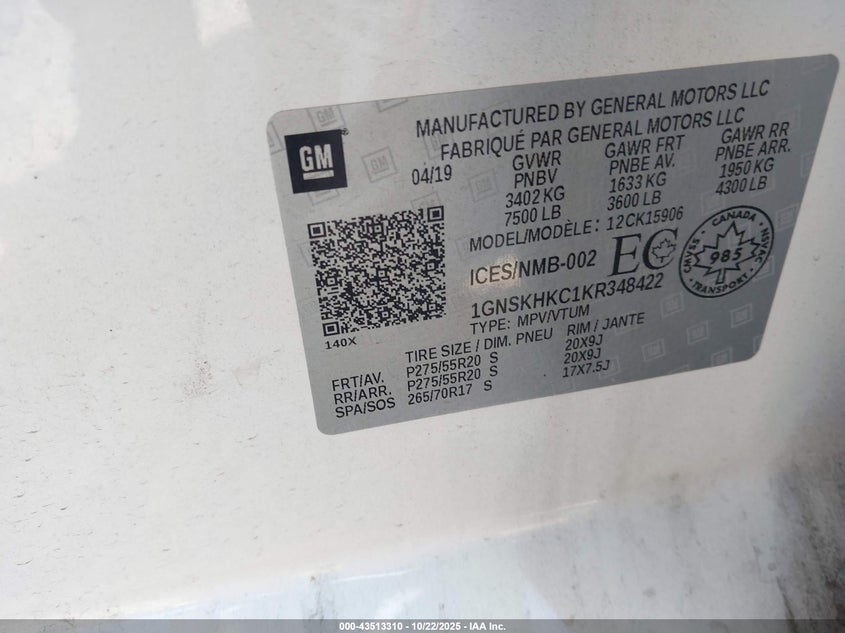 MANUFACTURED BY GENERAL MOTORS LLC
FABRIQUÉ PAR GENERAL MOTORS LLC
GM®
04/19
GVWR GAWR FRT GAWR RR
PNBV PNBE AV. PNBE ARR.
3402 KG 1633 KG 1950 KG
7500 LB 3600 LB 4300 LB
MODEL/MODÈLE: 12CK15906
ICES/NMB-002 EC
CANADA
985
TRANSPORT
CMVSS
NSVAC
1GNSKHKC1KR348422
TYPE: MPV/VTUM
140X
TIRE SIZE / DIM. PNEU RIM / JANTE
FRT/AV. P275/55R20 S 20X9J
RR/ARR. P275/55R20 S 20X9J
SPA/SOS 265/70R17 S 17X7.5J
000-43513310 - 10/22/2025 - IAA Inc.